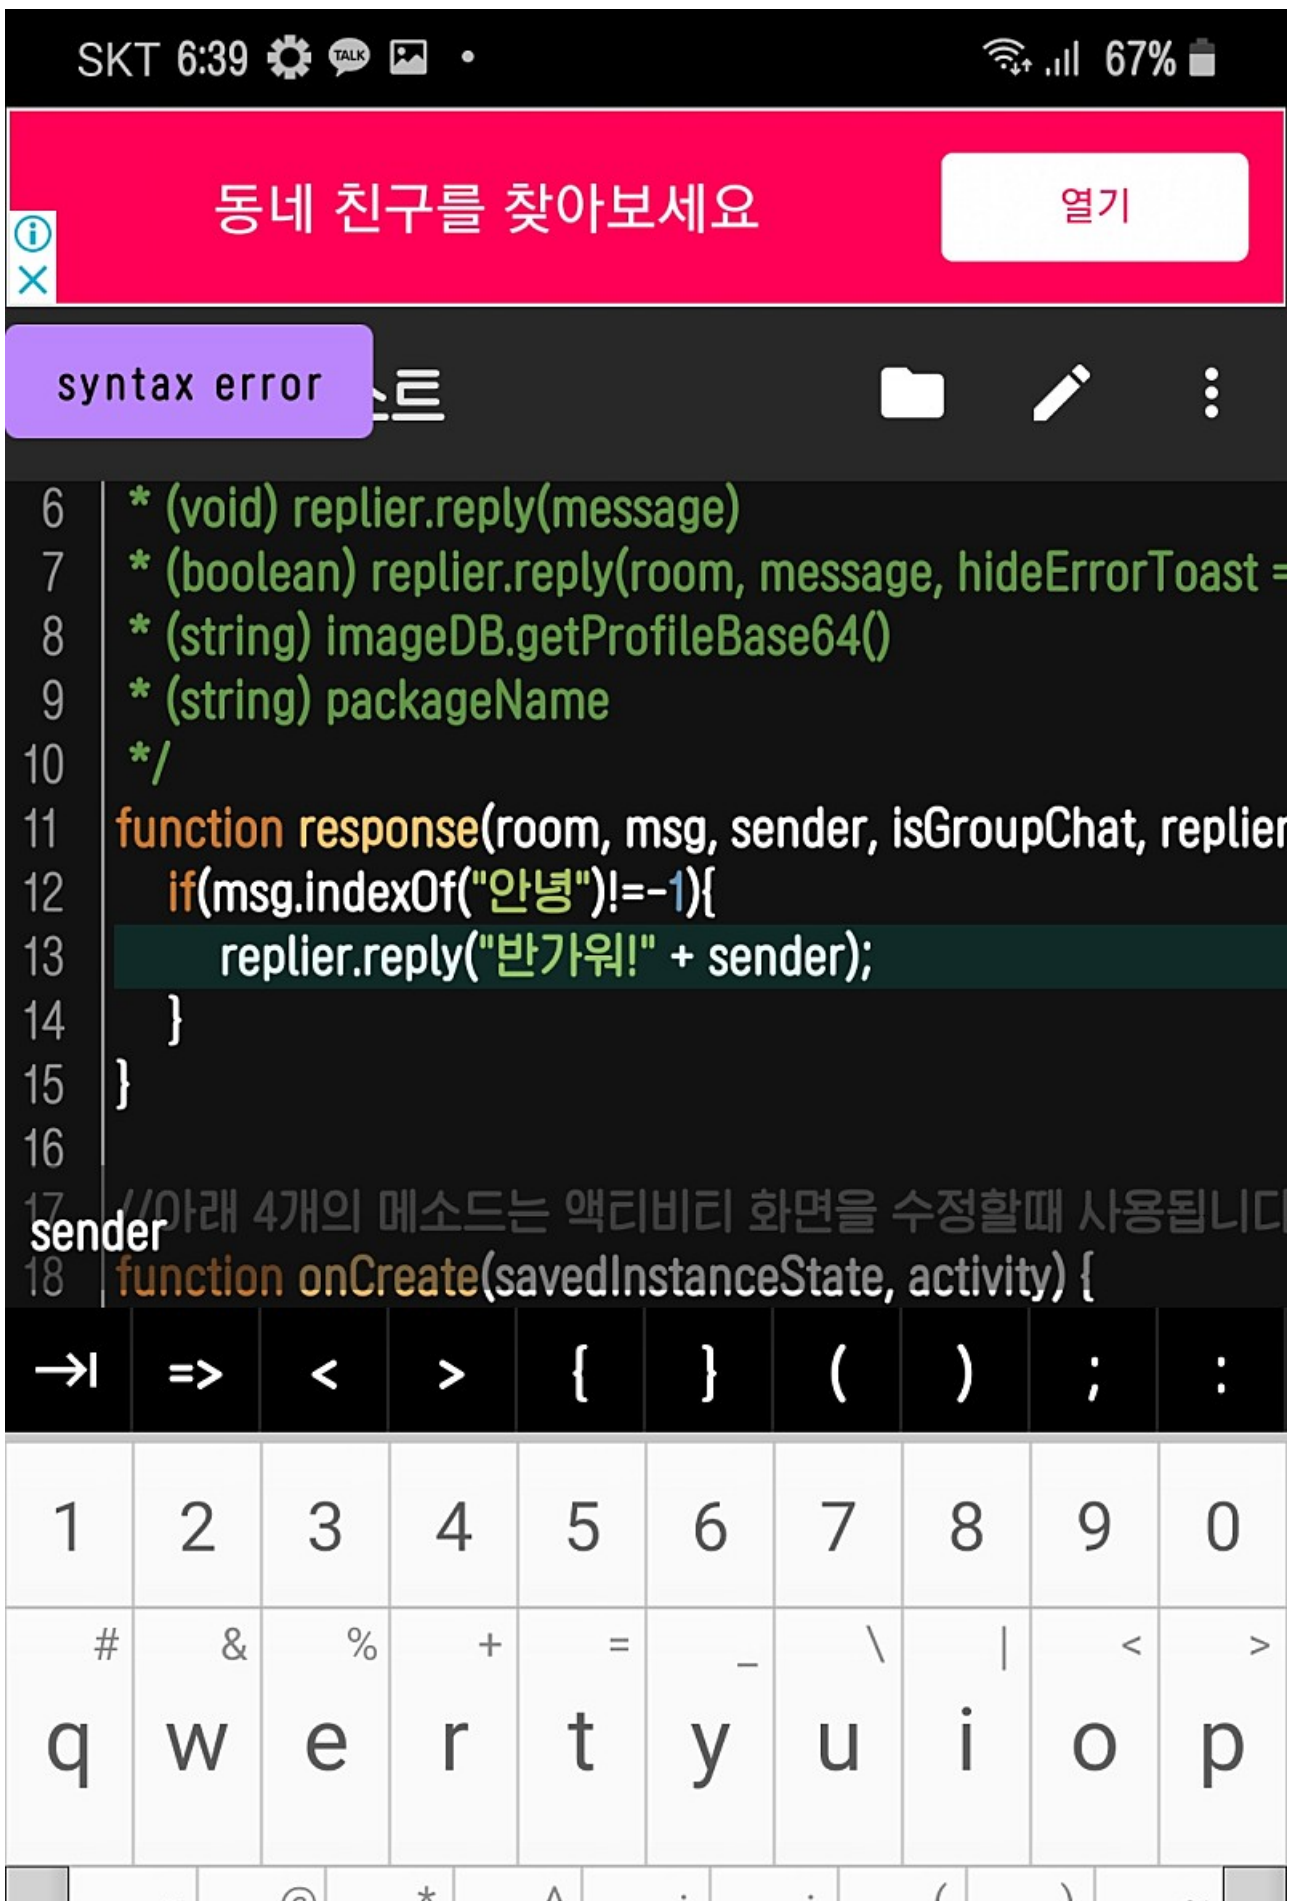 SKT 6:39 TALK 67%
동네 친구를 찾아보세요 열기
syntax error 스트
6 * (void) replier.reply(message)
7 * (boolean) replier.reply(room, message, hideErrorToast =
8 * (string) imageDB.getProfileBase64()
9 * (string) packageName
10 */
11 function response(room, msg, sender, isGroupChat, replier
12 if(msg.indexOf("안녕")!=-1){
13 replier.reply("반가워!" + sender);
14 }
15 }
16
17 //아래 4개의 메소드는 액티비티 화면을 수정할때 사용됩니다
sender
18 function onCreate(savedInstanceState, activity) {
=> < > { } ( ) ; :
1 2 3 4 5 6 7 8 9 0
# & % + = _ \ | < >
q w e r t y u i o p